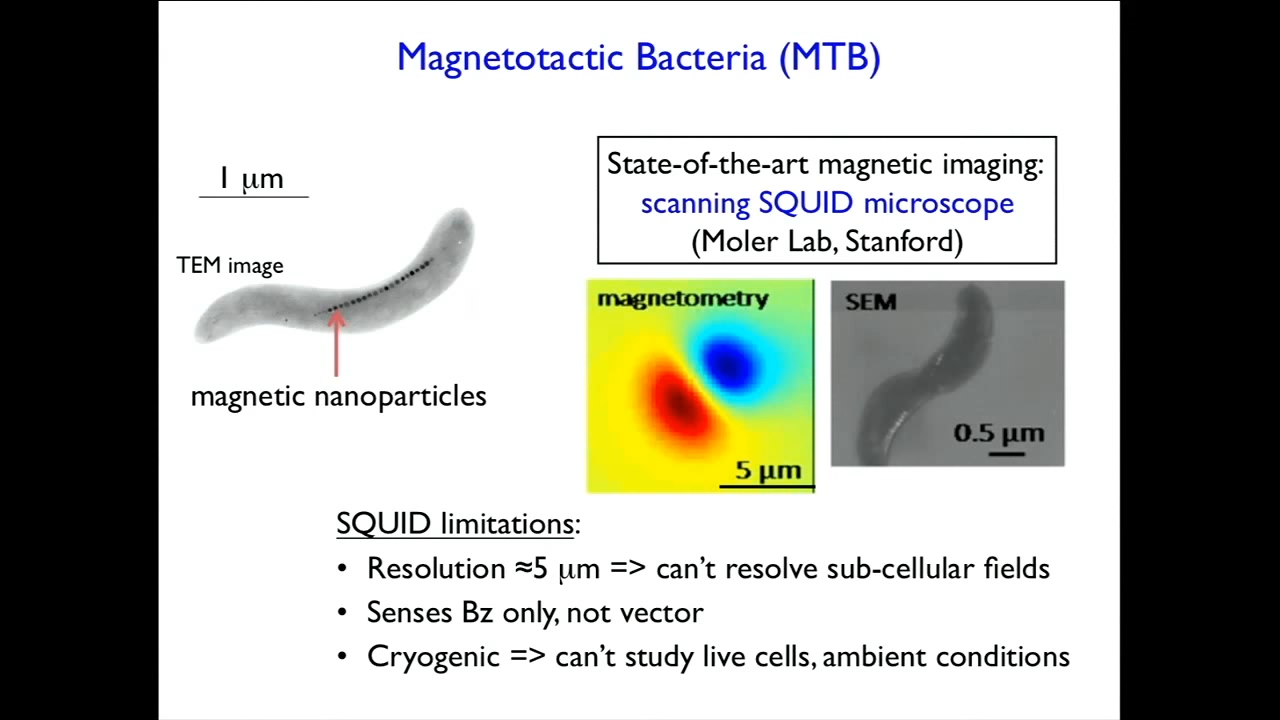 Magnetotactic Bacteria (MTB)
1 μm
TEM image
magnetic nanoparticles
State-of-the-art magnetic imaging:
scanning SQUID microscope
(Moler Lab, Stanford)
magnetometry
5 μm
SEM
0.5 μm
SQUID limitations:
• Resolution ≈5 μm => can't resolve sub-cellular fields
• Senses Bz only, not vector
• Cryogenic => can't study live cells, ambient conditions